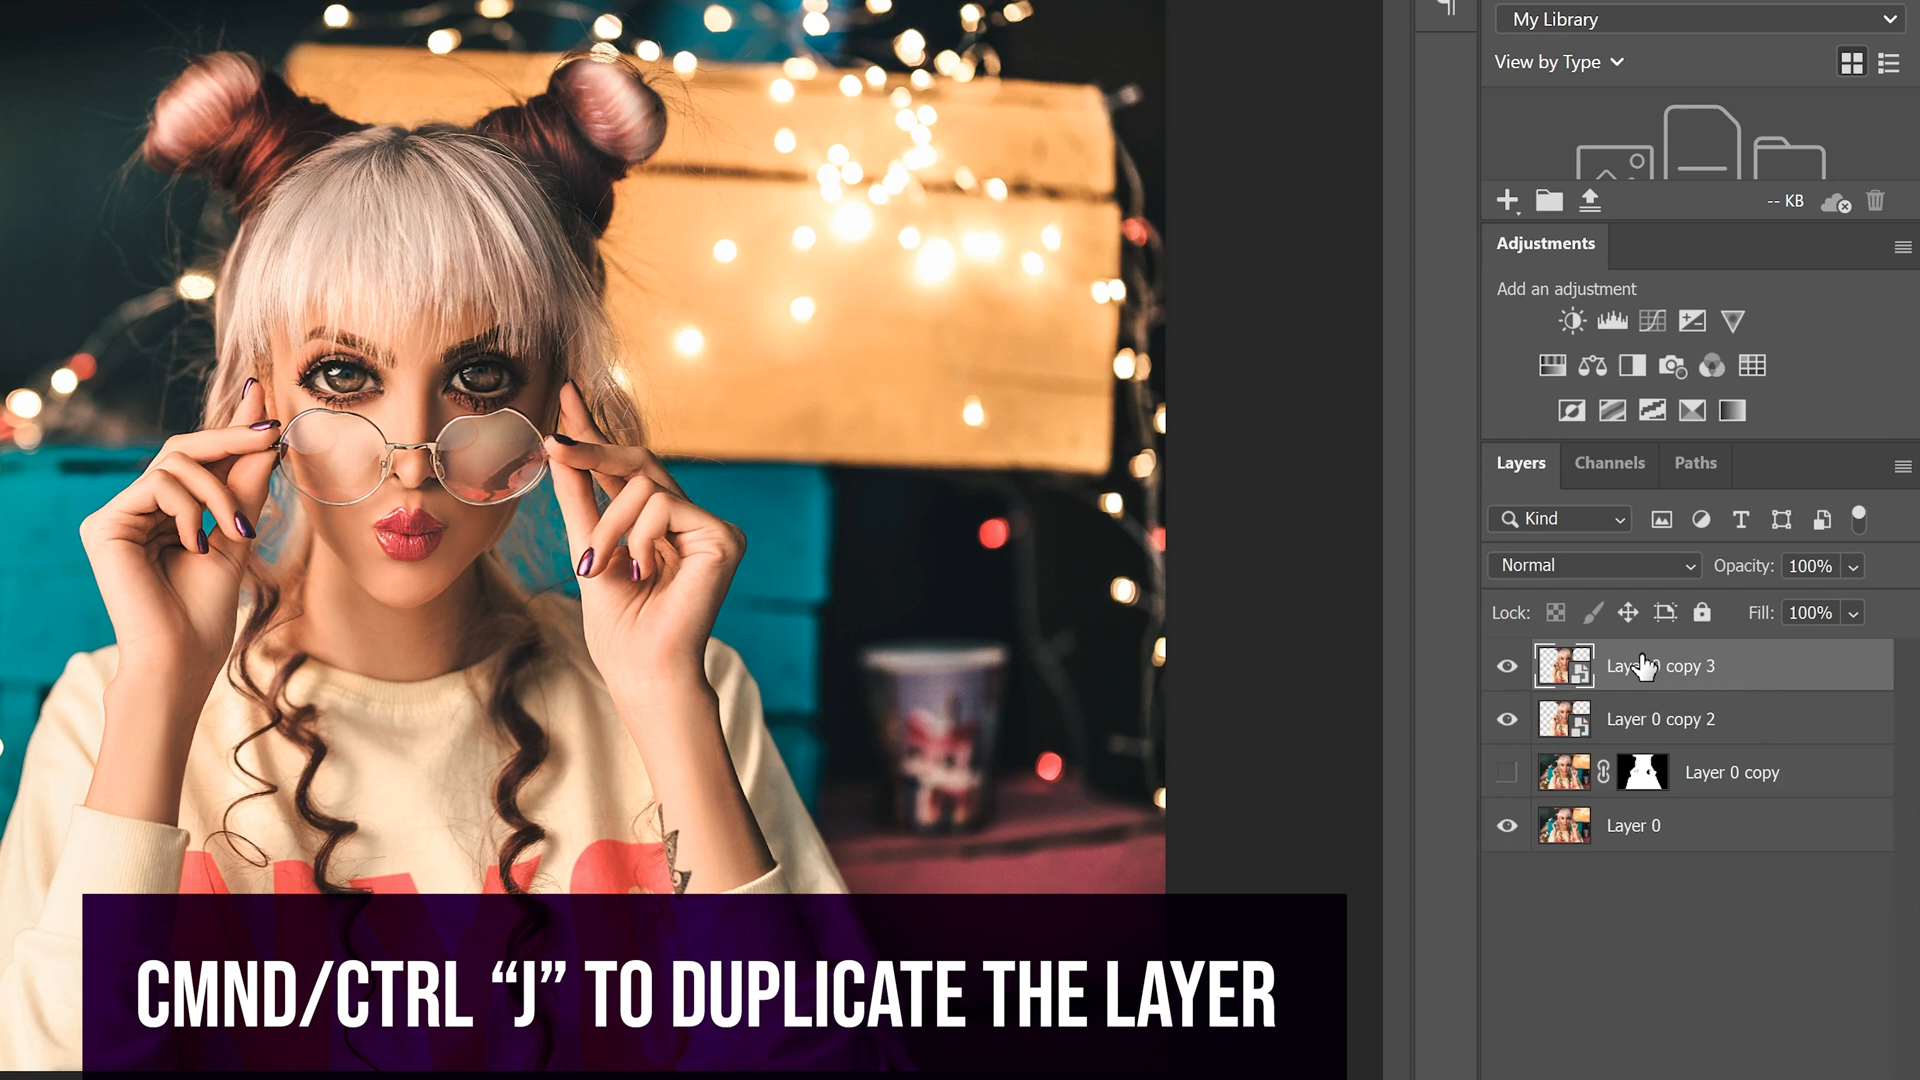 My Library
View by Type
-- KB
Adjustments
Add an adjustment
Layers Channels Paths
Kind
Normal Opacity: 100%
Lock: Fill: 100%
copy 3
Layer 0 copy 2
Layer 0 copy
Layer 0
CMND/CTRL “J” TO DUPLICATE THE LAYER